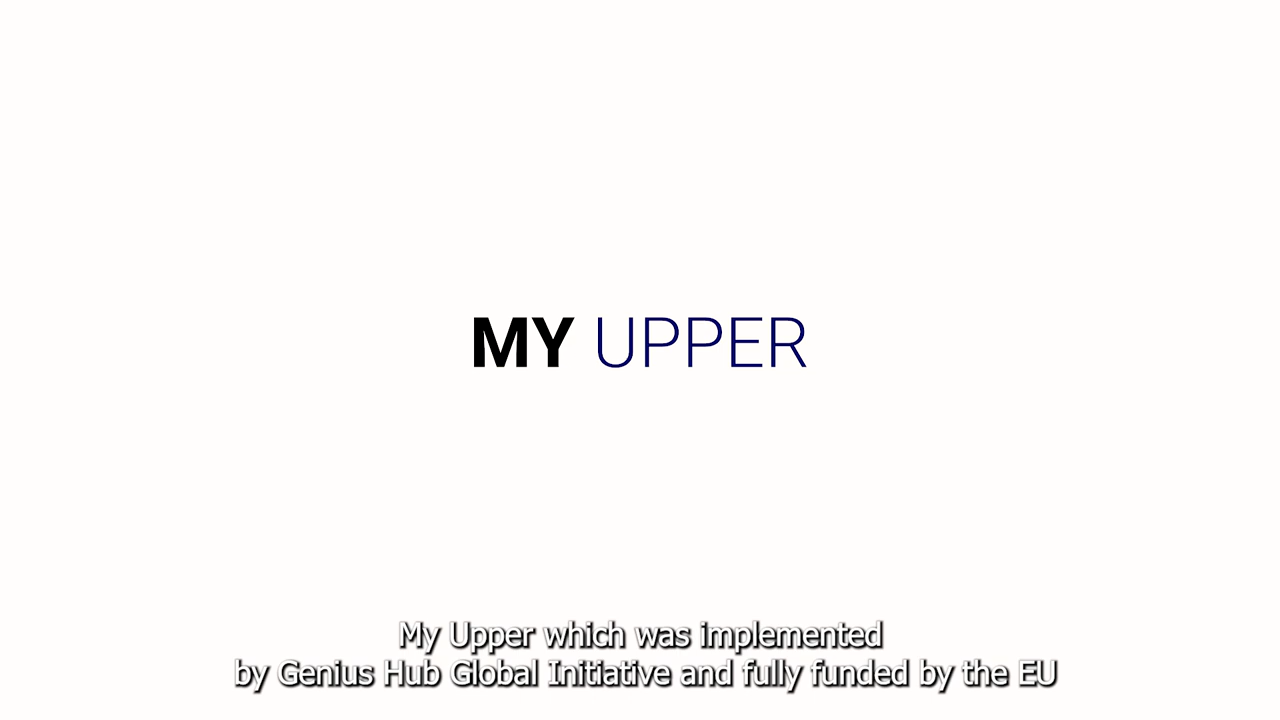 MY UPPER
My Upper which was implemented
by Genius Hub Global Initiative and fully funded by the EU